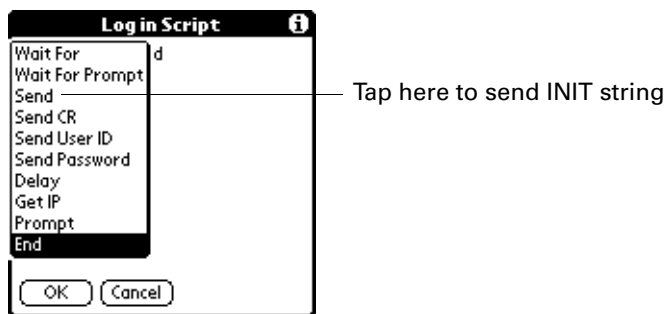 Log in Script i
Wait For d
Wait For Prompt
Send
Send CR
Send User ID
Send Password
Delay
Get IP
Prompt
End
OK Cancel
Tap here to send INIT string